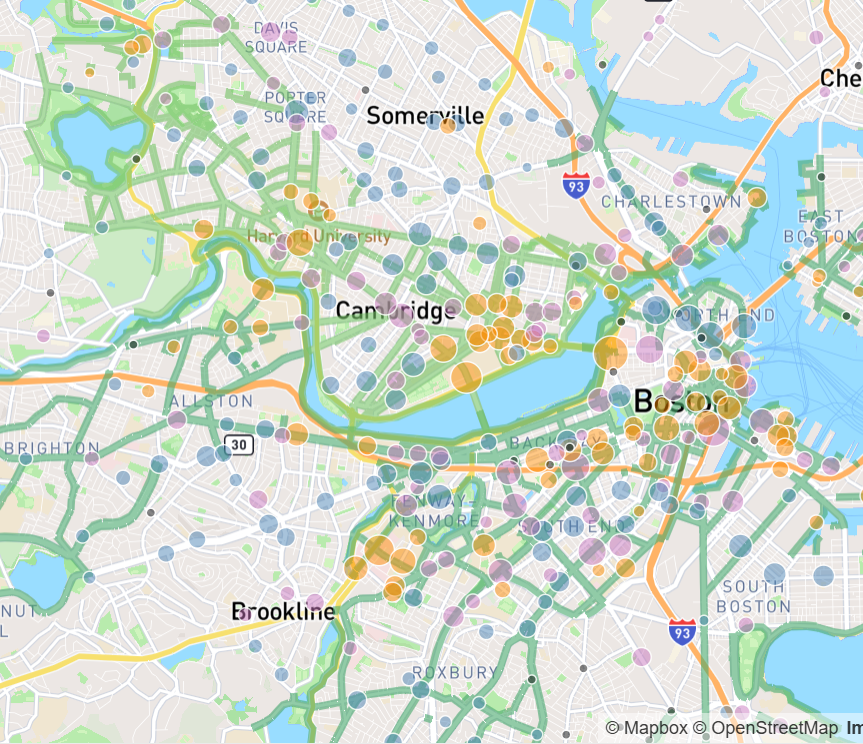 DAVIS
SQUARE
Che
PORTER
SQUARE
Somerville
93
CHARLESTOWN
EAST
BOSTON
Harvard University
Cambridge
NORTH END
ALLSTON
Boston
BRIGHTON
30
BACK BAY
FENWAY-
KENMORE
SOUTH END
SOUTH
BOSTON
NUT
L
Brookline
93
ROXBURY
© Mapbox © OpenStreetMap Im